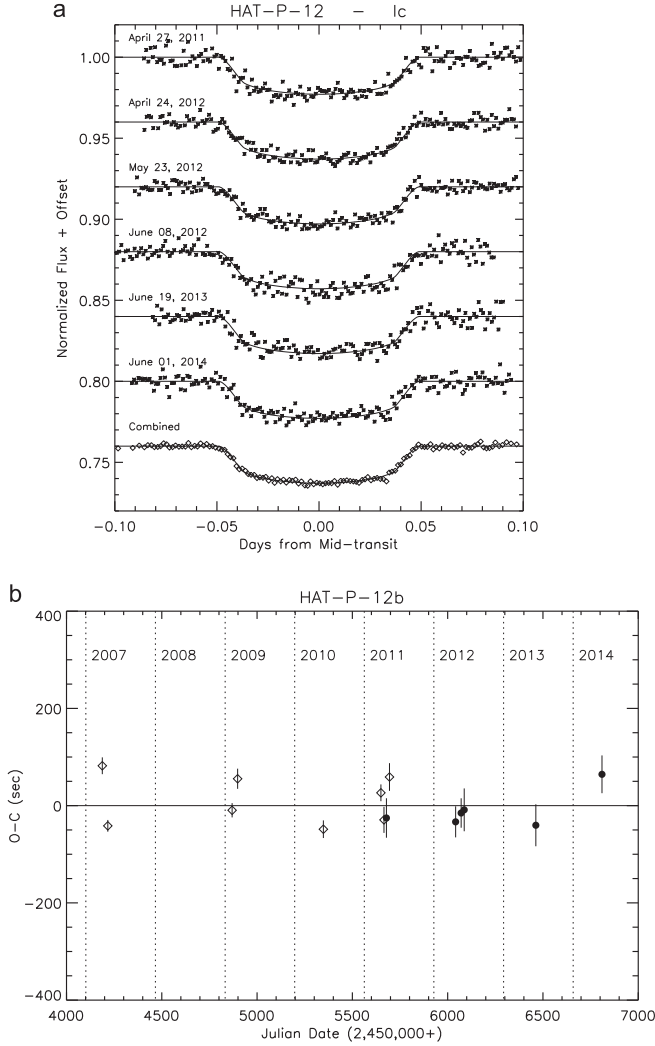 a
HAT-P-12 - Ic
April 27, 2011
1.00
April 24, 2012
0.95
May 23, 2012
0.90
June 08, 2012
0.85
June 19, 2013
June 01, 2014
0.80
Combined
0.75
Normalized Flux + Offset
-0.10 -0.05 0.00 0.05 0.10
Days from Mid-transit
b
HAT-P-12b
400
2007 2008 2009 2010 2011 2012 2013 2014
200
0
-200
-400
O-C (sec)
4000 4500 5000 5500 6000 6500 7000
Julian Date (2,450,000+)